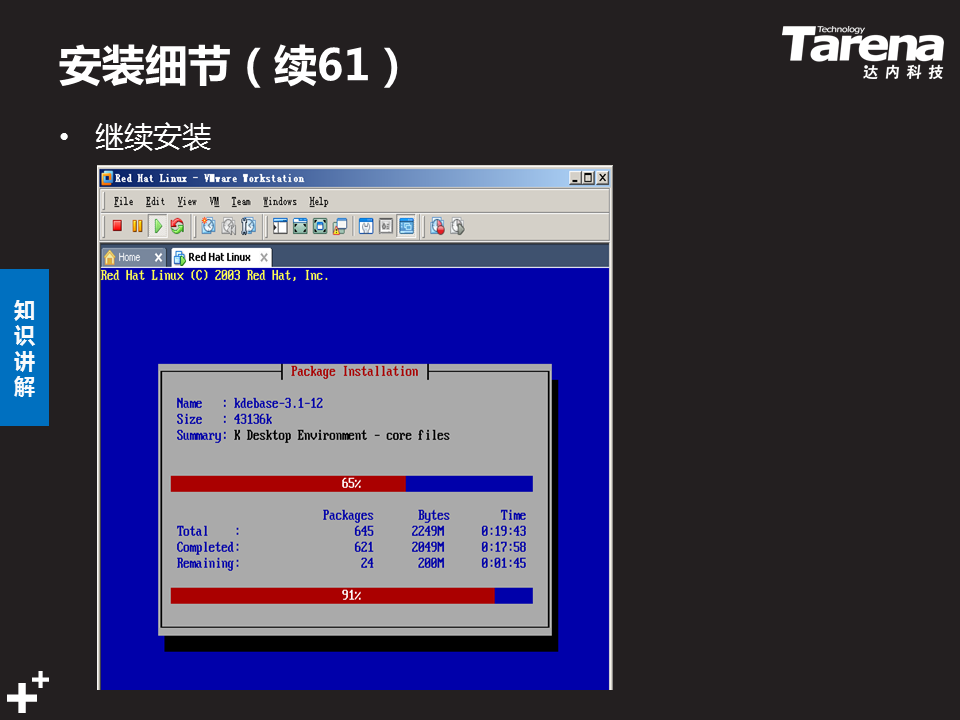 安装细节（续61）
Technology
Tarena
达内科技
• 继续安装
Red Hat Linux - VMware Workstation
File Edit View VM Team Windows Help
Home Red Hat Linux
Red Hat Linux (C) 2003 Red Hat, Inc.
知识讲解
Package Installation
Name : kdebase-3.1-12
Size : 43136k
Summary: K Desktop Environment - core files
65%
Packages Bytes Time
Total : 645 2249M 0:19:43
Completed: 621 2049M 0:17:58
Remaining: 24 200M 0:01:45
91%